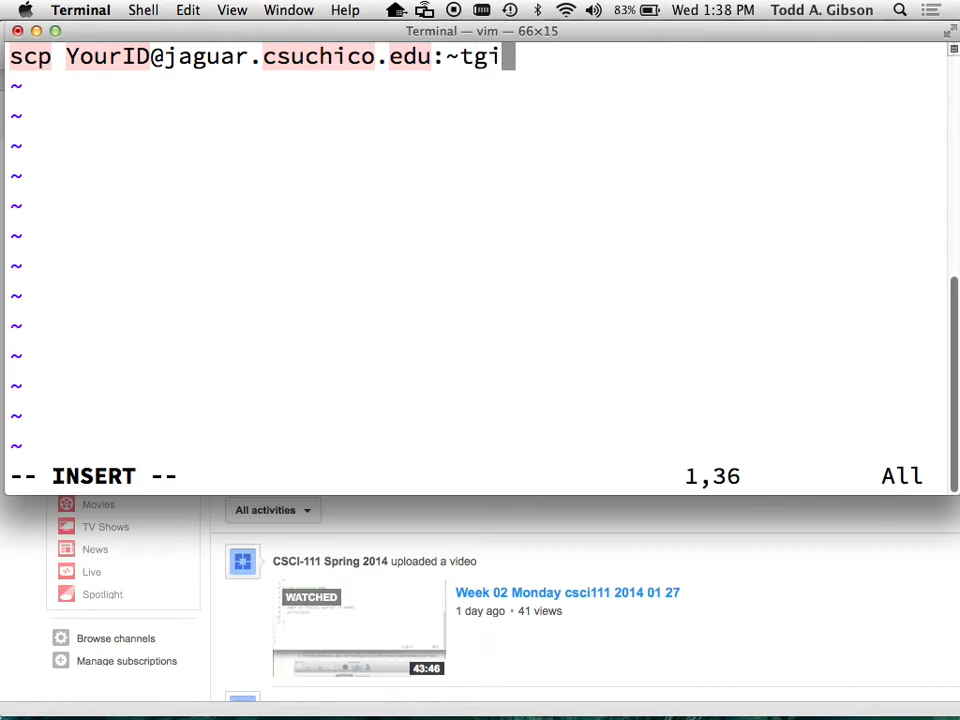 Terminal Shell Edit View Window Help 83% Wed 1:38 PM Todd A. Gibson
Terminal — vim — 66×15
scp YourID@jaguar.csuchico.edu:~tgi
~
~
~
~
~
~
~
~
~
~
~
~
~
-- INSERT -- 1,36 All
Movies
TV Shows
News
Live
Spotlight
Browse channels
Manage subscriptions
All activities
CSCI-111 Spring 2014 uploaded a video
WATCHED
43:46
Week 02 Monday csci111 2014 01 27
1 day ago • 41 views